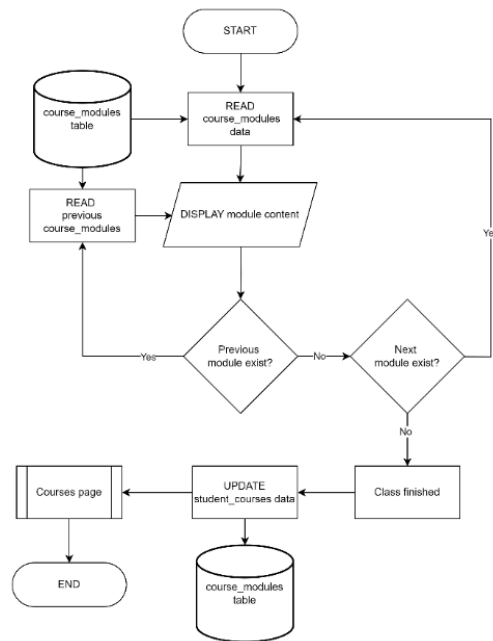 START
course_modules
table
READ
course_modules
data
READ
previous
course_modules
DISPLAY module content
Yes
Previous
module exist?
No
Next
module exist?
Ye
No
Courses page
UPDATE
student_courses data
Class finished
END
course_modules
table